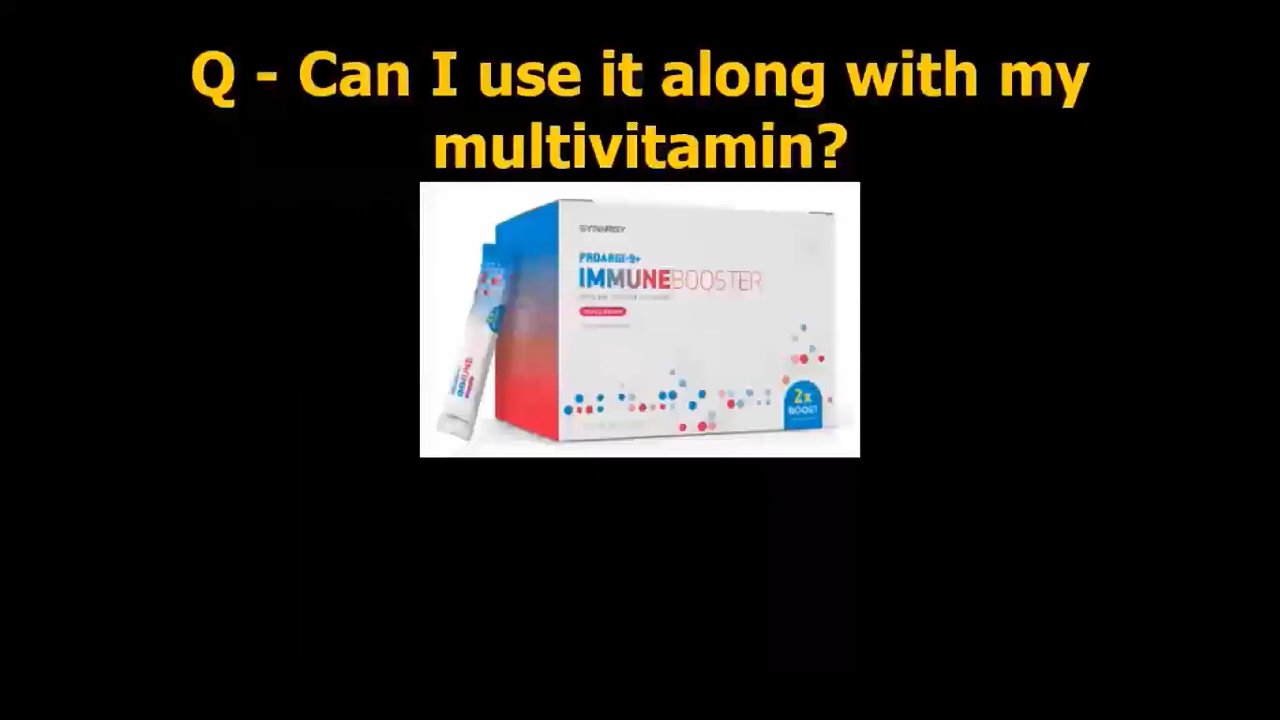 Q - Can I use it along with my
multivitamin?
SYNERGY
PROARGI-9+
IMMUNEBOOSTER
2x
BOOST